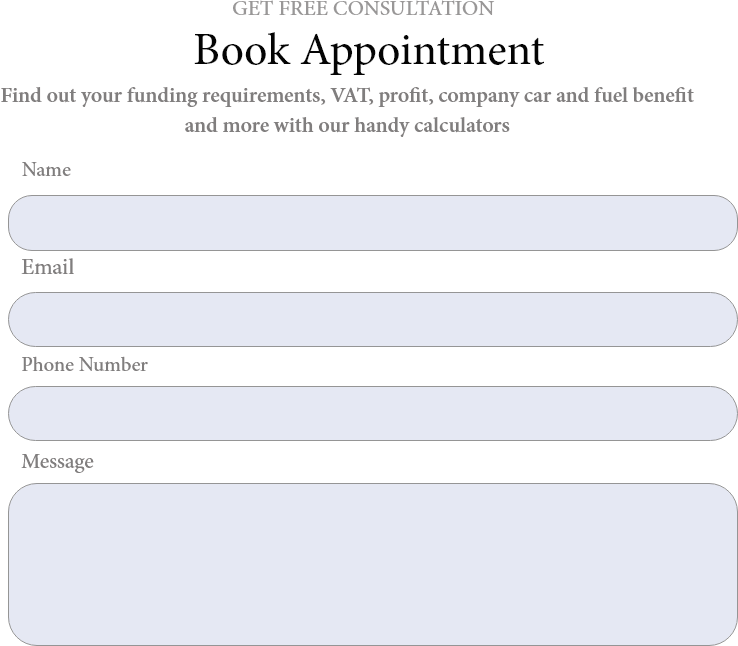 GET FREE CONSULTATION
Book Appointment
Find out your funding requirements, VAT, profit, company car and fuel benefit
and more with our handy calculators
Name
Email
Phone Number
Message